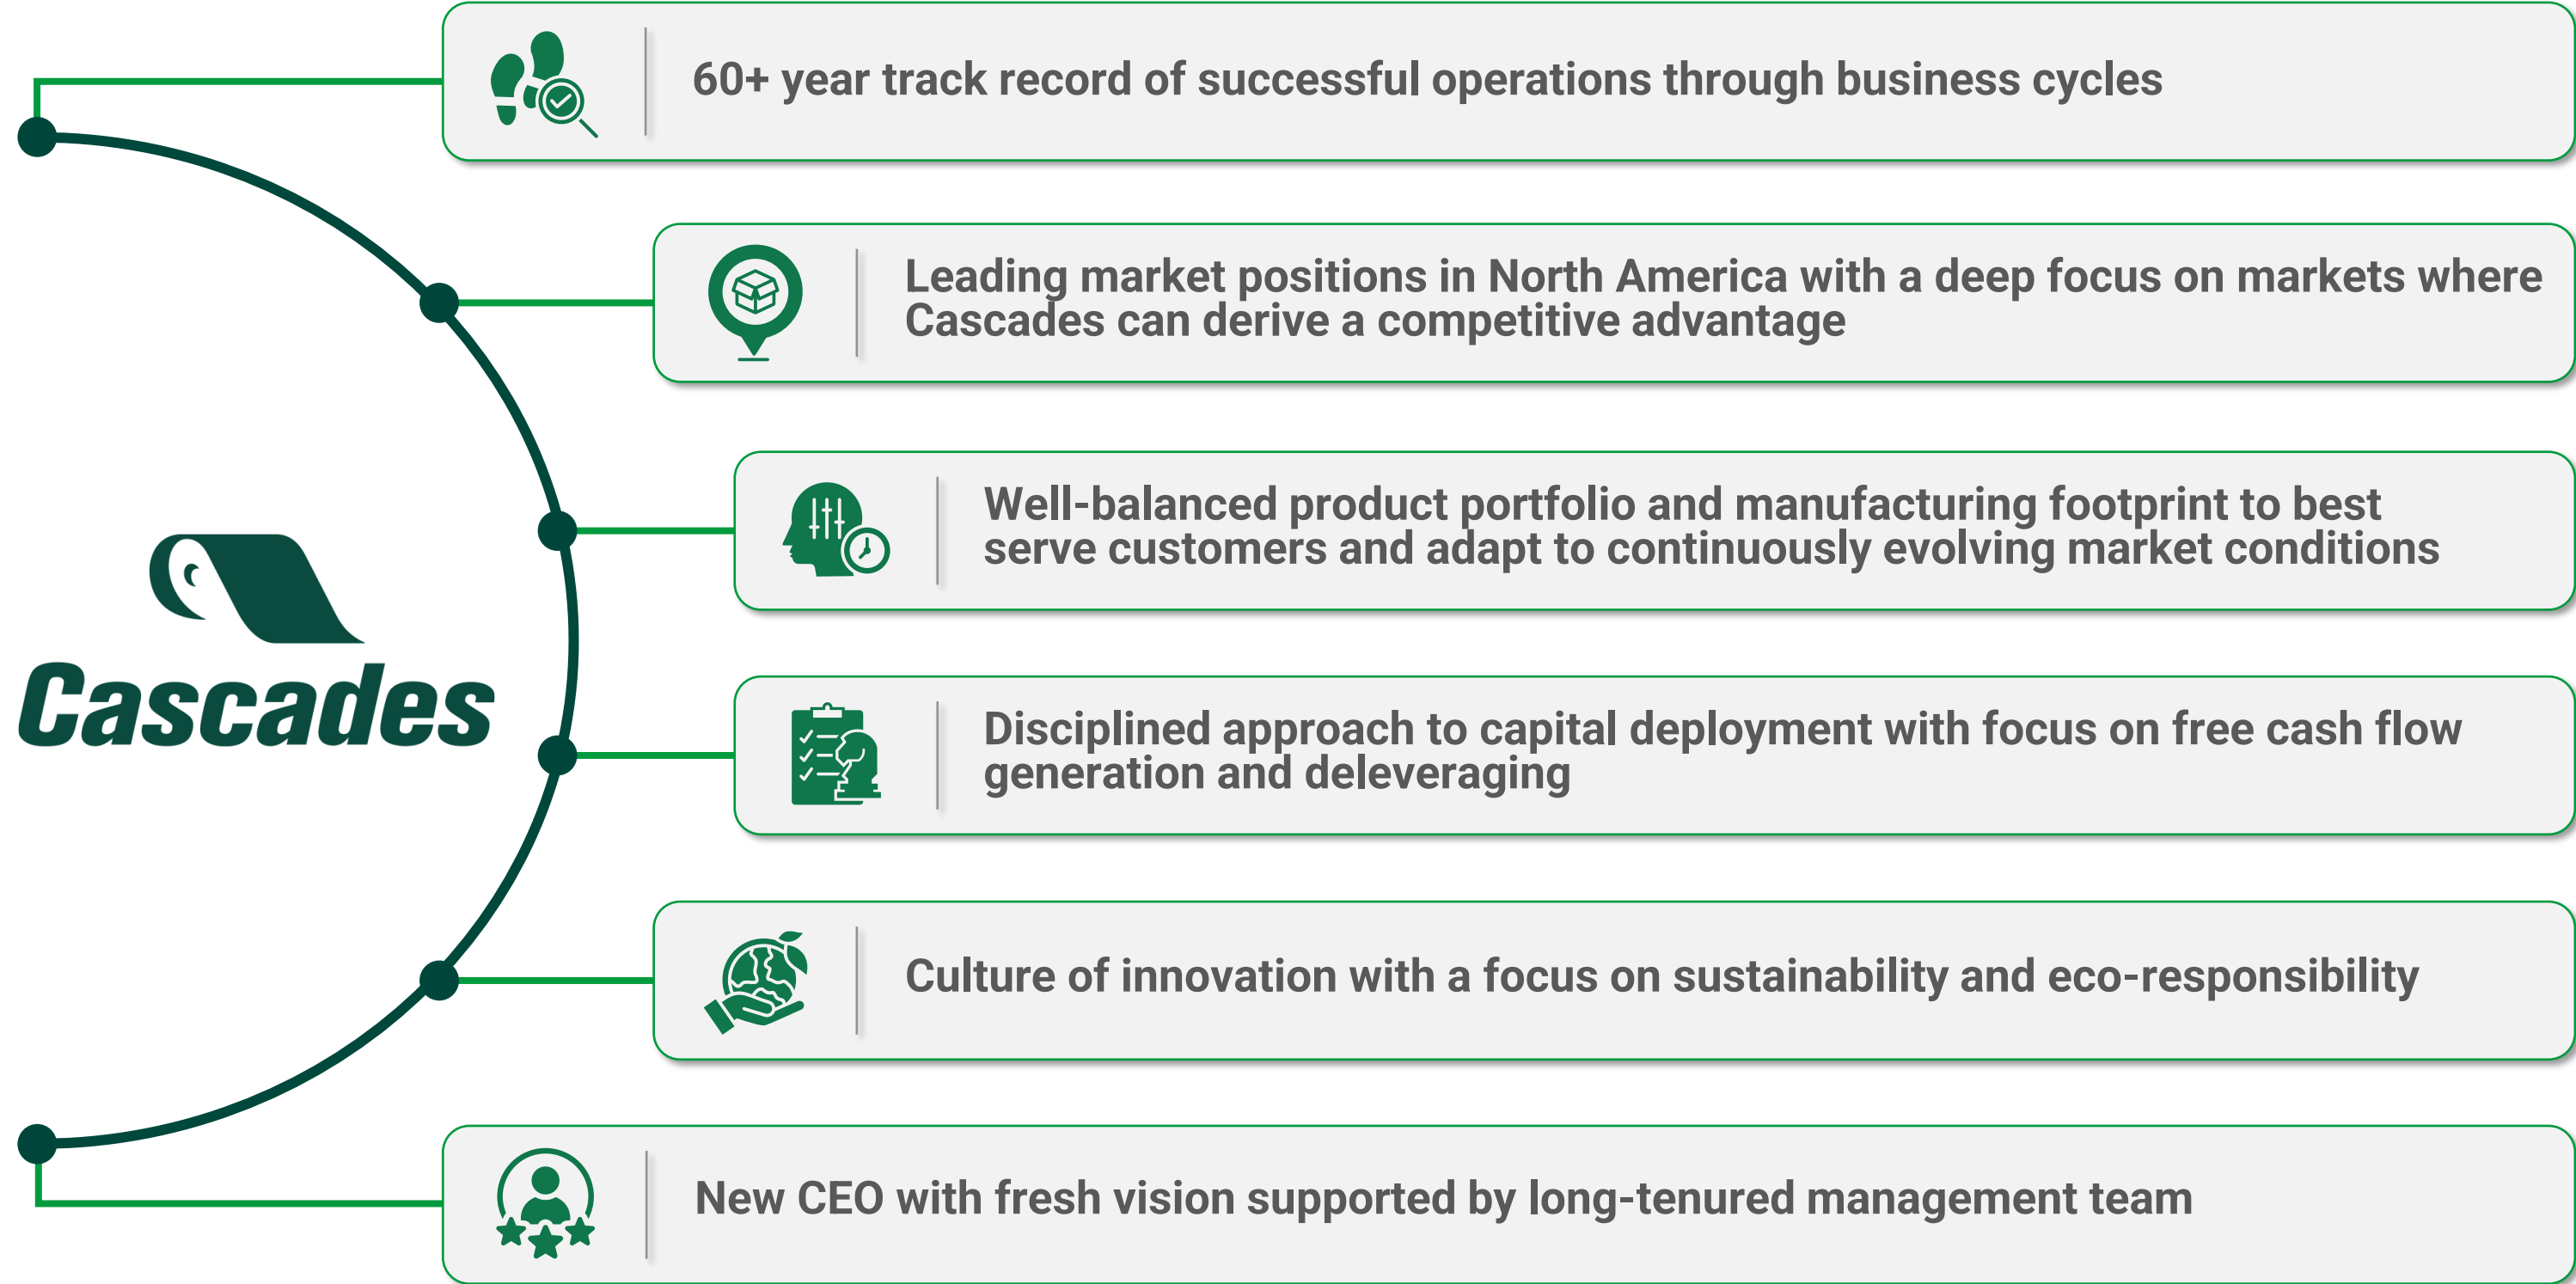 60+ year track record of successful operations through business cycles
Leading market positions in North America with a deep focus on markets where
Cascades can derive a competitive advantage
Well-balanced product portfolio and manufacturing footprint to best
serve customers and adapt to continuously evolving market conditions
Cascades
Disciplined approach to capital deployment with focus on free cash flow
generation and deleveraging
Culture of innovation with a focus on sustainability and eco-responsibility
New CEO with fresh vision supported by long-tenured management team